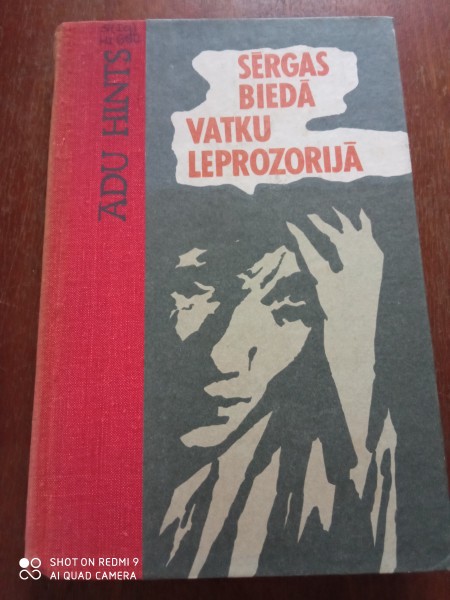 ADU HINTS
SĒRGAS
BIEDĀ
VATKU
LEPROZORIJĀ
SHOT ON REDMI 9
AI QUAD CAMERA